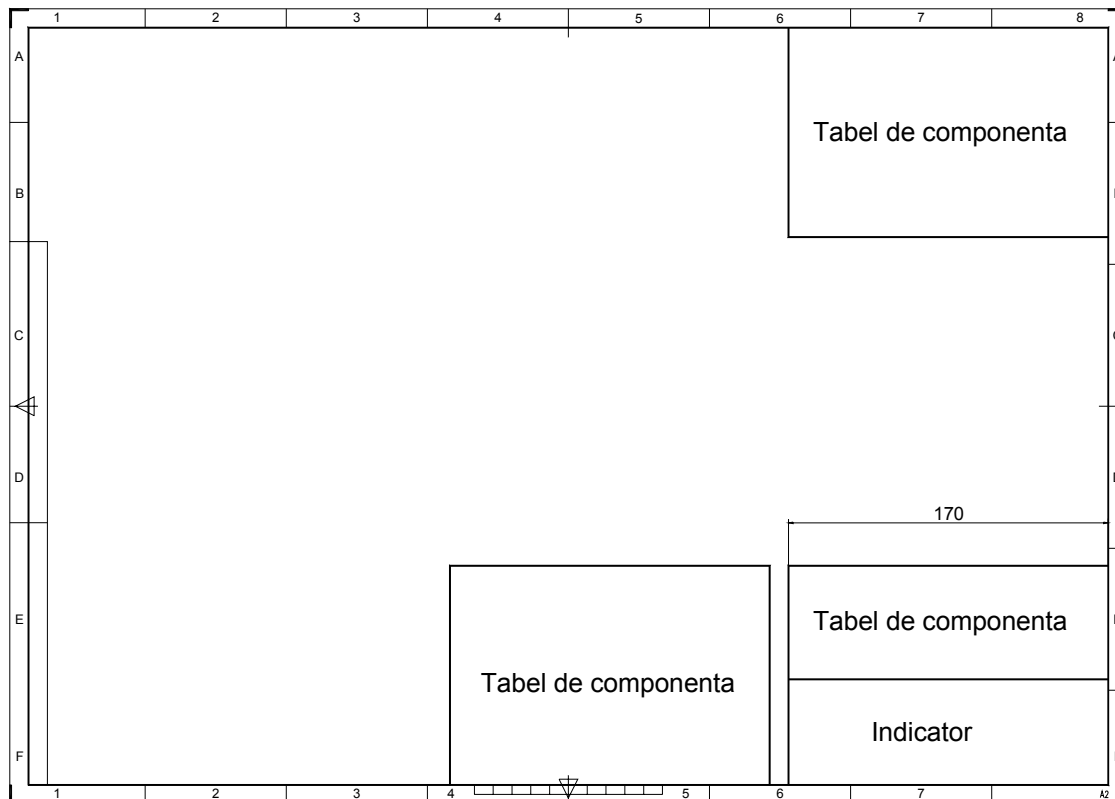 1 2 3 4 5 6 7 8
A
Tabel de componenta
B
C
D
170
E
Tabel de componenta
Tabel de componenta
Indicator
F
1 2 3 4 5 6 7 A2